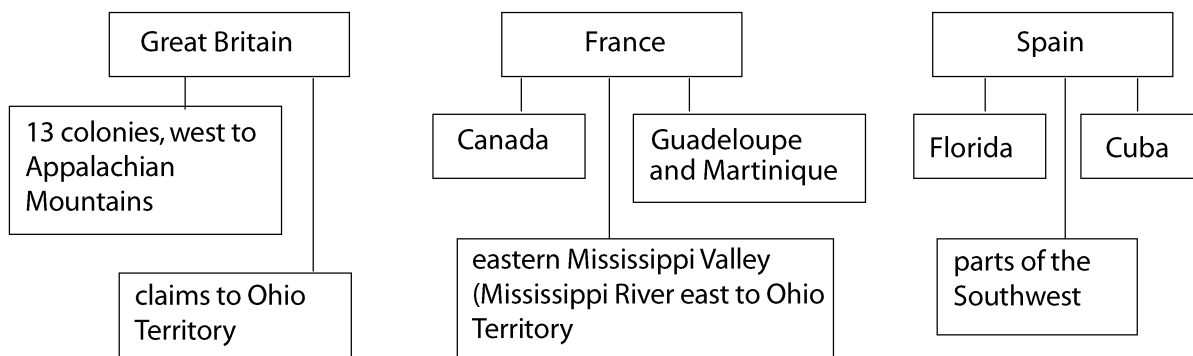 Great Britain
13 colonies, west to
Appalachian
Mountains
claims to Ohio
Territory
France
Canada
Guadeloupe
and Martinique
eastern Mississippi Valley
(Mississippi River east to Ohio
Territory
Spain
Florida
Cuba
parts of the
Southwest